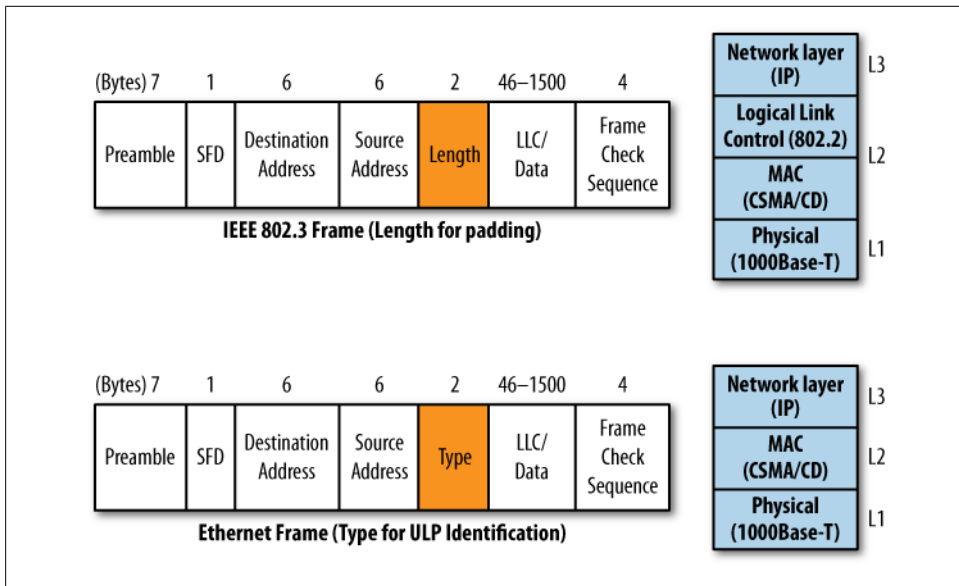 (Bytes) 7 1 6 6 2 46–1500 4
Preamble
SFD
Destination
Address
Source
Address
Length
LLC/
Data
Frame
Check
Sequence
IEEE 802.3 Frame (Length for padding)
Network layer
(IP)
L3
Logical Link
Control (802.2)
L2
MAC
(CSMA/CD)
Physical
(1000Base-T)
L1
(Bytes) 7 1 6 6 2 46–1500 4
Preamble
SFD
Destination
Address
Source
Address
Type
LLC/
Data
Frame
Check
Sequence
Ethernet Frame (Type for ULP Identification)
Network layer
(IP)
L3
MAC
(CSMA/CD)
L2
Physical
(1000Base-T)
L1